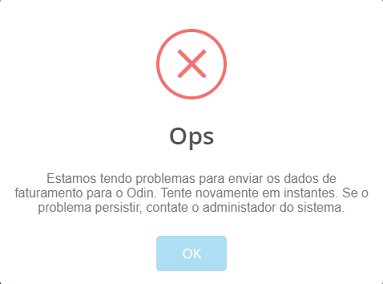 Ops
Estamos tendo problemas para enviar os dados de
faturamento para o Odin. Tente novamente em instantes. Se o
problema persistir, contate o administador do sistema.
OK